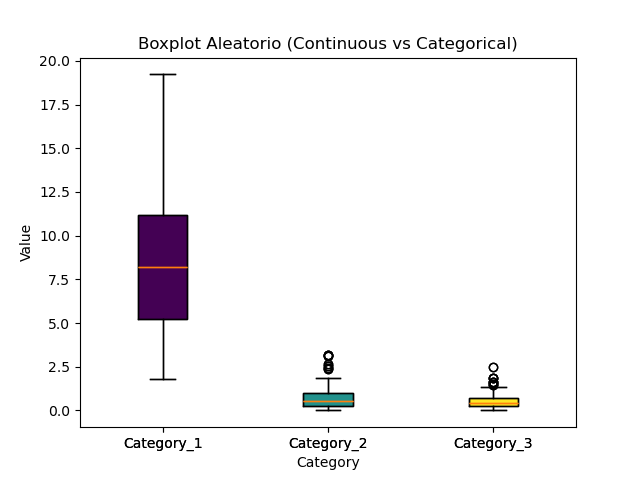 Boxplot Aleatorio (Continuous vs Categorical)
20.0
17.5
15.0
12.5
10.0
7.5
5.0
2.5
0.0
Value
Category_1 Category_2 Category_3
Category